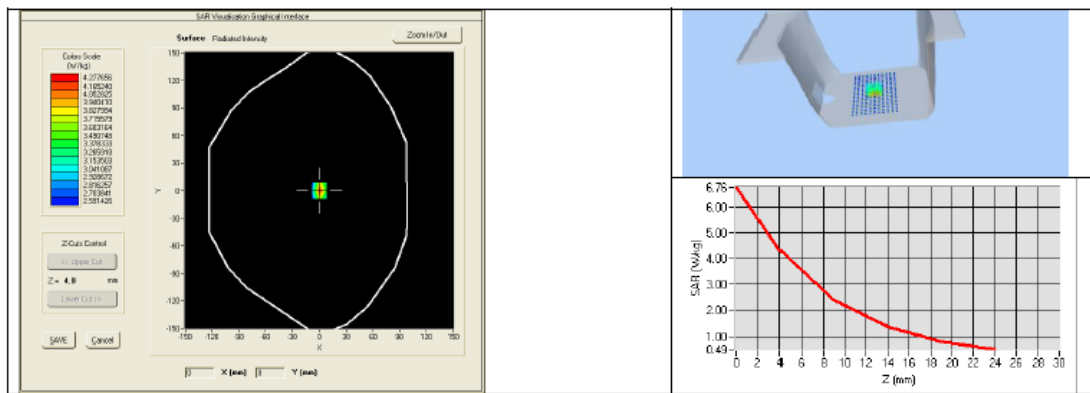 SAR Visualisation Graphical Interface
Surface Radiated Intensity
Zoom In/Out
Colors Scale
(W/kg)
4.277656
4.165240
4.052825
3.940410
3.827994
3.715579
3.603164
3.490748
3.378333
3.265918
3.153503
3.041087
2.928672
2.816257
2.703841
2.591426
150
120
90
60
30
0
-30
-60
-90
-120
-150
Y
-150 -120 -90 -60 -30 0 30 60 90 120 150
X
Z-Cuts Control
<< Upper Cut
Z = 4.0 mm
Lower Cut >>
SAVE Cancel
0 X (mm) Y (mm)
6.76
6.00
5.00
4.00
3.00
2.00
1.00
0.49
SAR (W/kg)
0 2 4 6 8 10 12 14 16 18 20 22 24 26 28 30
Z (mm)